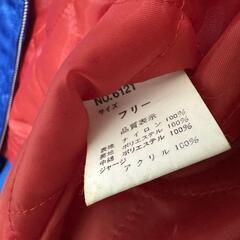 NO.6121
サイズ
フリー
品質表示
表地 ナイロン 100%
裏地 ポリエステル 100%
中綿 ポリエステル 100%
ジャージ アクリル 100%